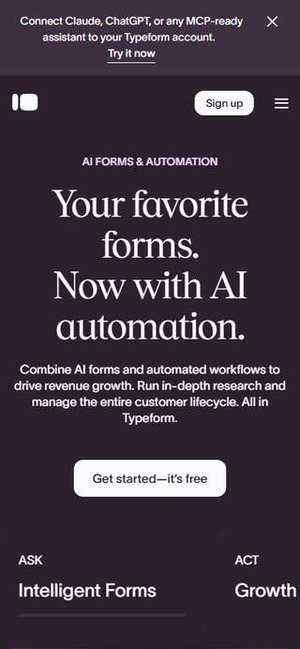 Connect Claude, ChatGPT, or any MCP-ready
assistant to your Typeform account.
Try it now
Sign up
AI FORMS & AUTOMATION
Your favorite
forms.
Now with AI
automation.
Combine AI forms and automated workflows to
drive revenue growth. Run in-depth research and
manage the entire customer lifecycle. All in
Typeform.
Get started—it's free
ASK
Intelligent Forms
ACT
Growth